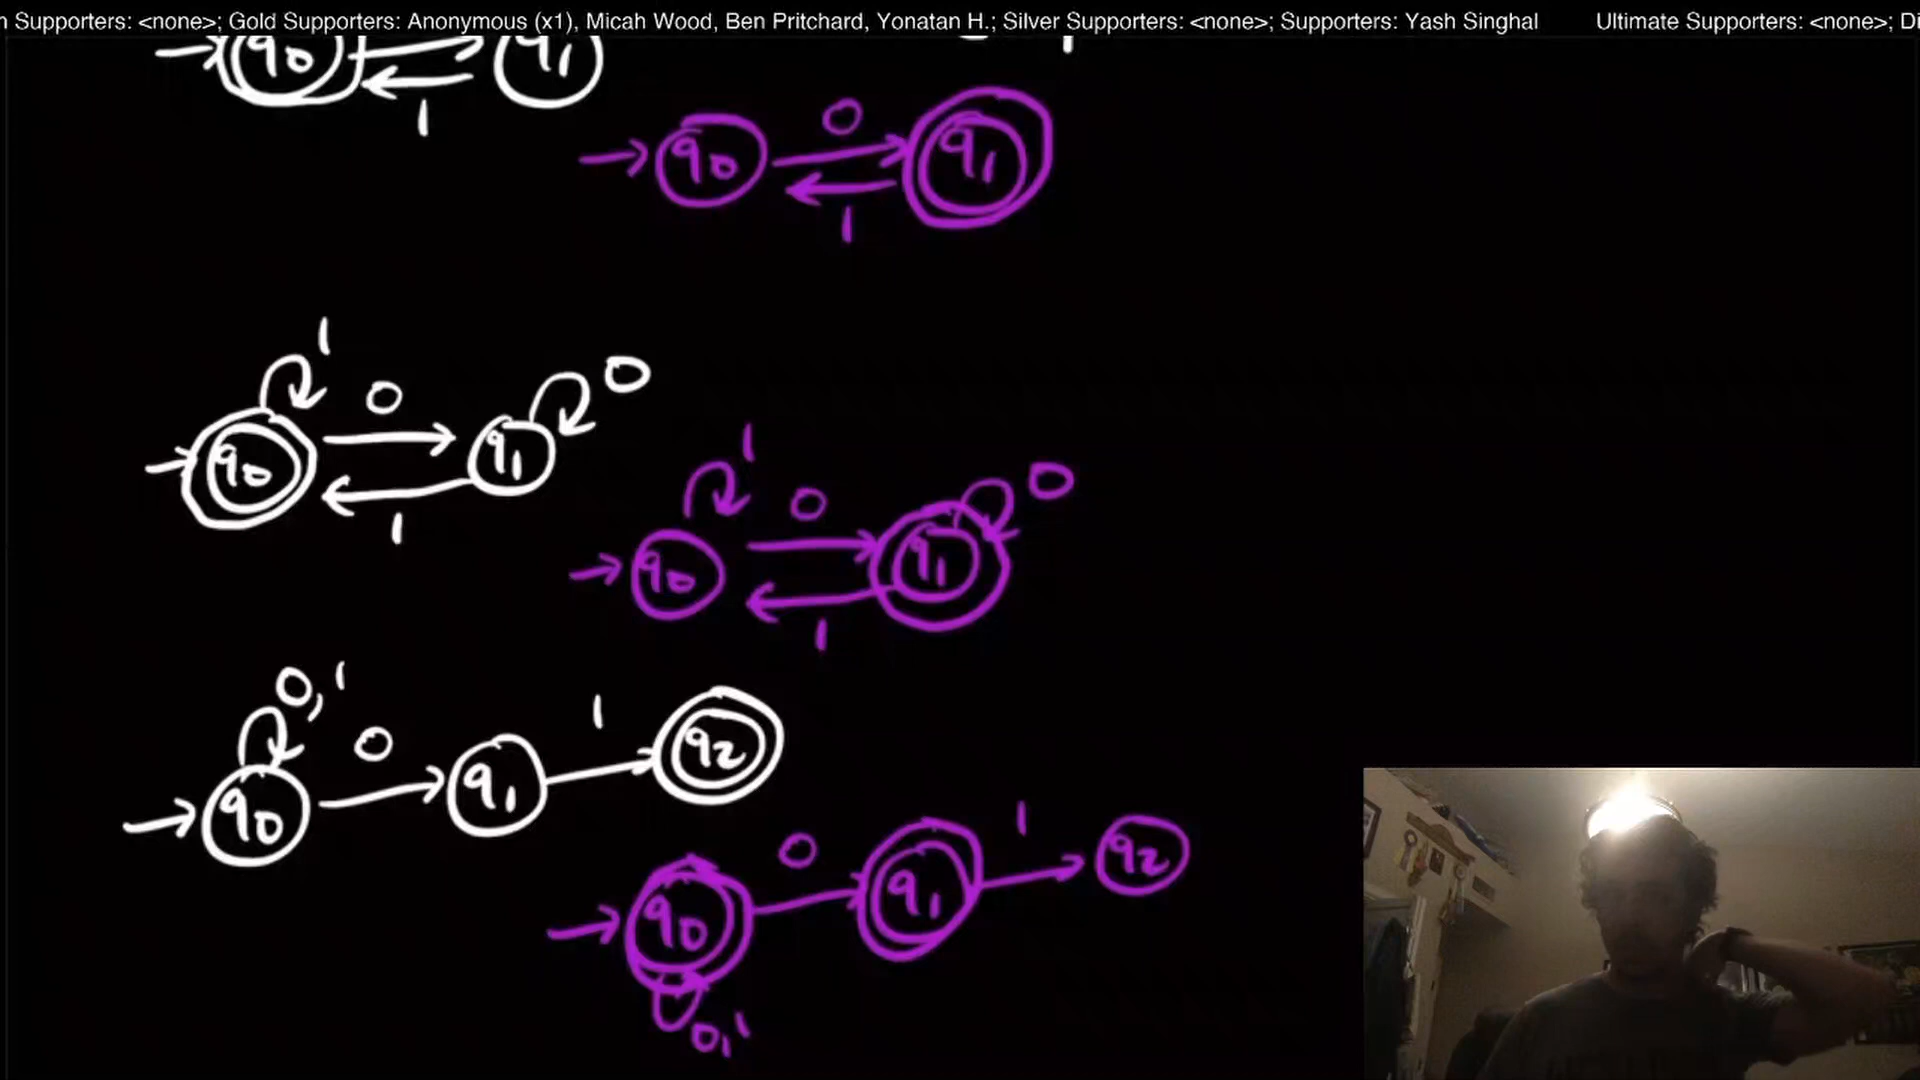 n Supporters: <none>; Gold Supporters: Anonymous (x1), Micah Wood, Ben Pritchard, Yonatan H.; Silver Supporters: <none>; Supporters: Yash Singhal Ultimate Supporters: <none>; Di
q0 q1
1
0
q0 q1
1
1
0
0
q0 q1
1
1
0
0
q0 q1
1
0,1
0
1
q0 q1 q2
0
1
q0 q1 q2
0,1